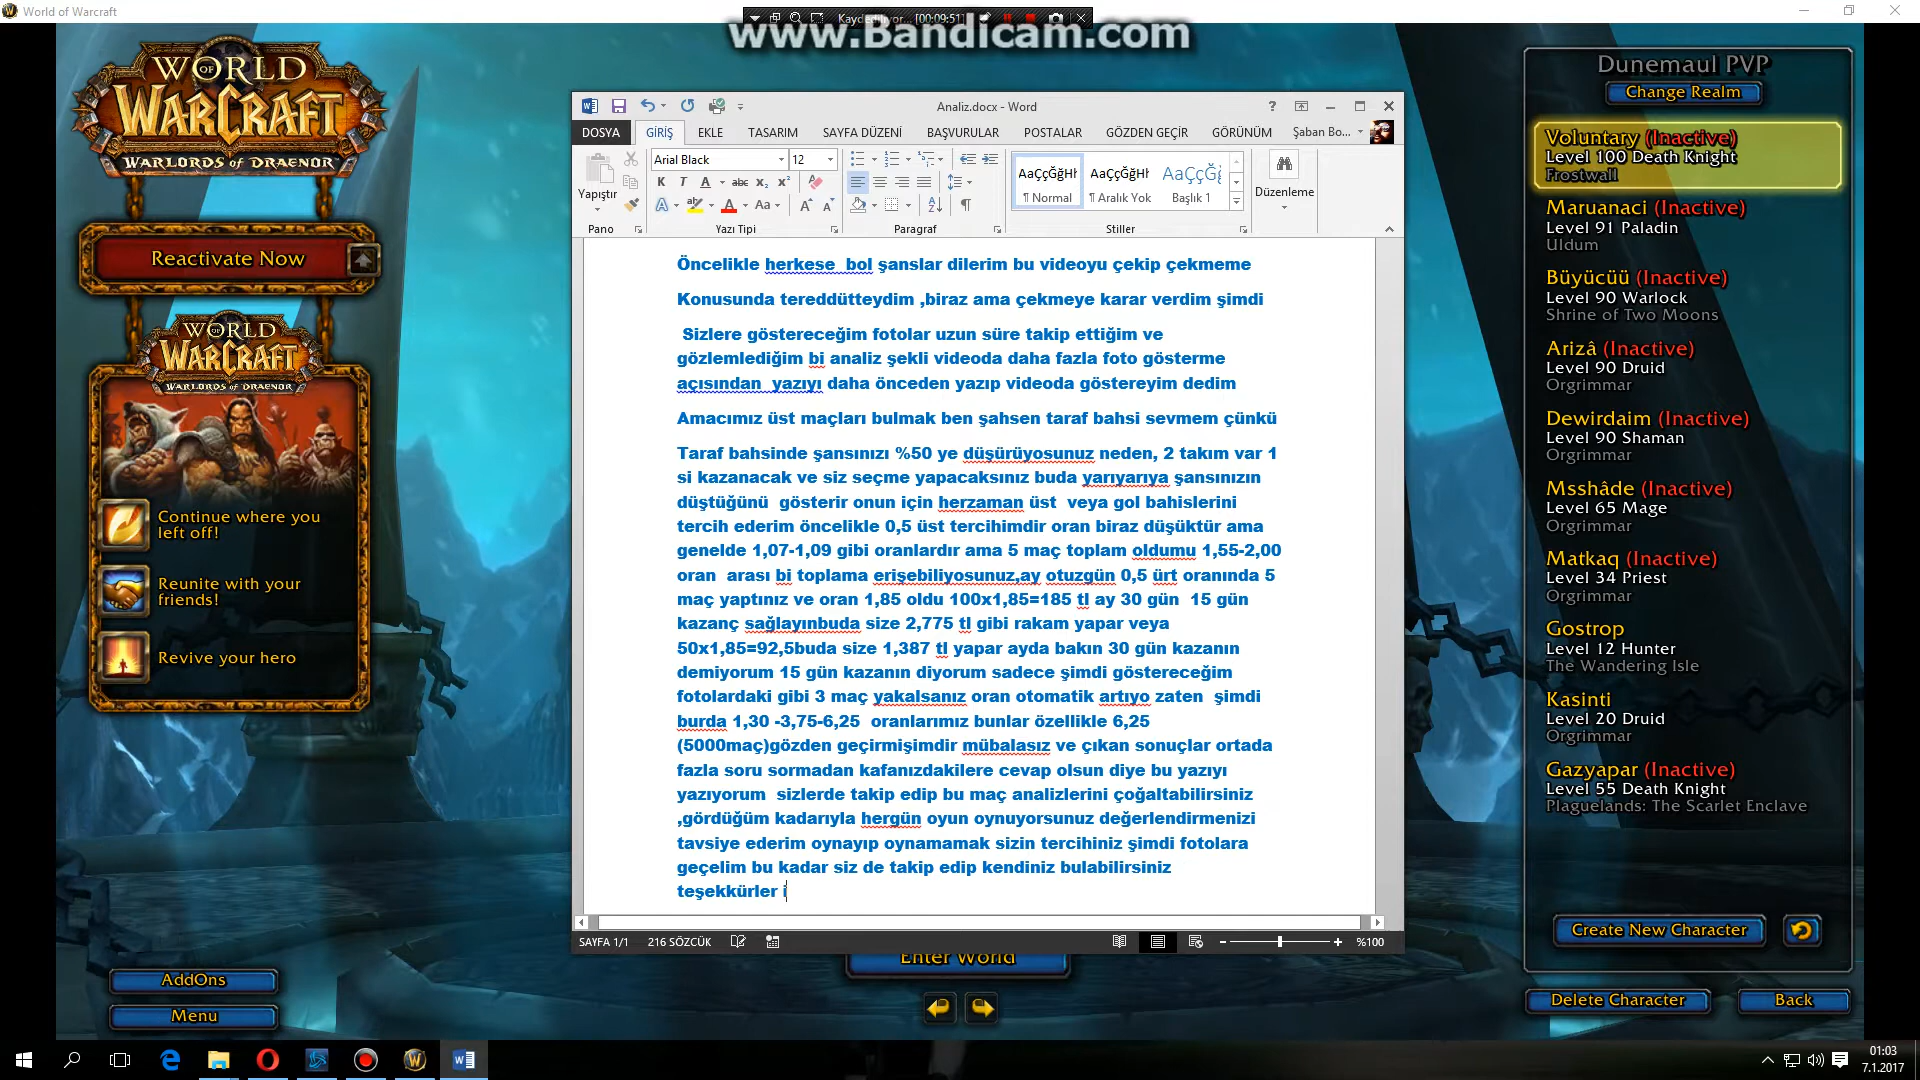 World of Warcraft
Kaydediliyor... [00:09:51]
www.Bandicam.com
WORLD
OF
WARCRAFT
WARLORDS OF DRAENOR
Reactivate Now
WORLD
OF
WARCRAFT
WARLORDS OF DRAENOR
Continue where you
left off!
Reunite with your
friends!
Revive your hero
AddOns
Menu
Analiz.docx - Word
DOSYA GİRİŞ EKLE TASARIM SAYFA DÜZENİ BAŞVURULAR POSTALAR GÖZDEN GEÇİR GÖRÜNÜM Şaban Bo...
Arial Black 12
Yapıştır
K T A abc x₂ x²
A A Aa A A
AaÇçĞğHł AaÇçĞğHł AaÇçĞğ
¶ Normal ¶ Aralık Yok Başlık 1
Düzenleme
Pano Yazı Tipi Paragraf Stiller
Öncelikle herkese bol şanslar dilerim bu videoyu çekip çekmeme
Konusunda tereddütteydim ,biraz ama çekmeye karar verdim şimdi
Sizlere göstereceğim fotolar uzun süre takip ettiğim ve
gözlemlediğim bi analiz şekli videoda daha fazla foto gösterme
açısından yazıyı daha önceden yazıp videoda göstereyim dedim
Amacımız üst maçları bulmak ben şahsen taraf bahsi sevmem çünkü
Taraf bahsinde şansınızı %50 ye düşürüyosunuz neden, 2 takım var 1
si kazanacak ve siz seçme yapacaksınız buda yarıyarıya şansınızın
düştüğünü gösterir onun için herzaman üst veya gol bahislerini
tercih ederim öncelikle 0,5 üst tercihimdir oran biraz düşüktür ama
genelde 1,07-1,09 gibi oranlardır ama 5 maç toplam oldumu 1,55-2,00
oran arası bi toplama erişebiliyosunuz,ay otuzgün 0,5 ürt oranında 5
maç yaptınız ve oran 1,85 oldu 100x1,85=185 tl ay 30 gün 15 gün
kazanç sağlayınbuda size 2,775 tl gibi rakam yapar veya
50x1,85=92,5buda size 1,387 tl yapar ayda bakın 30 gün kazanın
demiyorum 15 gün kazanın diyorum sadece şimdi göstereceğim
fotolardaki gibi 3 maç yakalsanız oran otomatik artıyo zaten şimdi
burda 1,30 -3,75-6,25 oranlarımız bunlar özellikle 6,25
(5000maç)gözden geçirmişimdir mübalasız ve çıkan sonuçlar ortada
fazla soru sormadan kafanızdakilere cevap olsun diye bu yazıyı
yazıyorum sizlerde takip edip bu maç analizlerini çoğaltabilirsiniz
,gördüğüm kadarıyla hergün oyun oynuyorsunuz değerlendirmenizi
tavsiye ederim oynayıp oynamamak sizin tercihiniz şimdi fotolara
geçelim bu kadar siz de takip edip kendiniz bulabilirsiniz
teşekkürler i
SAYFA 1/1 216 SÖZCÜK %100
Enter World
Dunemaul PVP
Change Realm
Voluntary (Inactive)
Level 100 Death Knight
Frostwall
Maruanaci (Inactive)
Level 91 Paladin
Uldum
Büyücüü (Inactive)
Level 90 Warlock
Shrine of Two Moons
Arizâ (Inactive)
Level 90 Druid
Orgrimmar
Dewirdaim (Inactive)
Level 90 Shaman
Orgrimmar
Msshâde (Inactive)
Level 65 Mage
Orgrimmar
Matkaq (Inactive)
Level 34 Priest
Orgrimmar
Gostrop
Level 12 Hunter
The Wandering Isle
Kasinti
Level 20 Druid
Orgrimmar
Gazyapar (Inactive)
Level 55 Death Knight
Plaguelands: The Scarlet Enclave
Create New Character
Delete Character
Back
01:03
7.1.2017